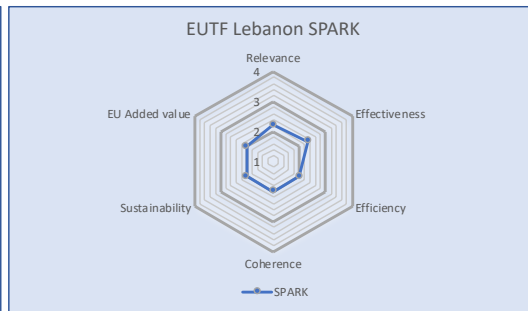 EUTF Lebanon SPARK
Relevance
4
3
2
1
EU Added value
Effectiveness
Sustainability
Efficiency
Coherence
SPARK